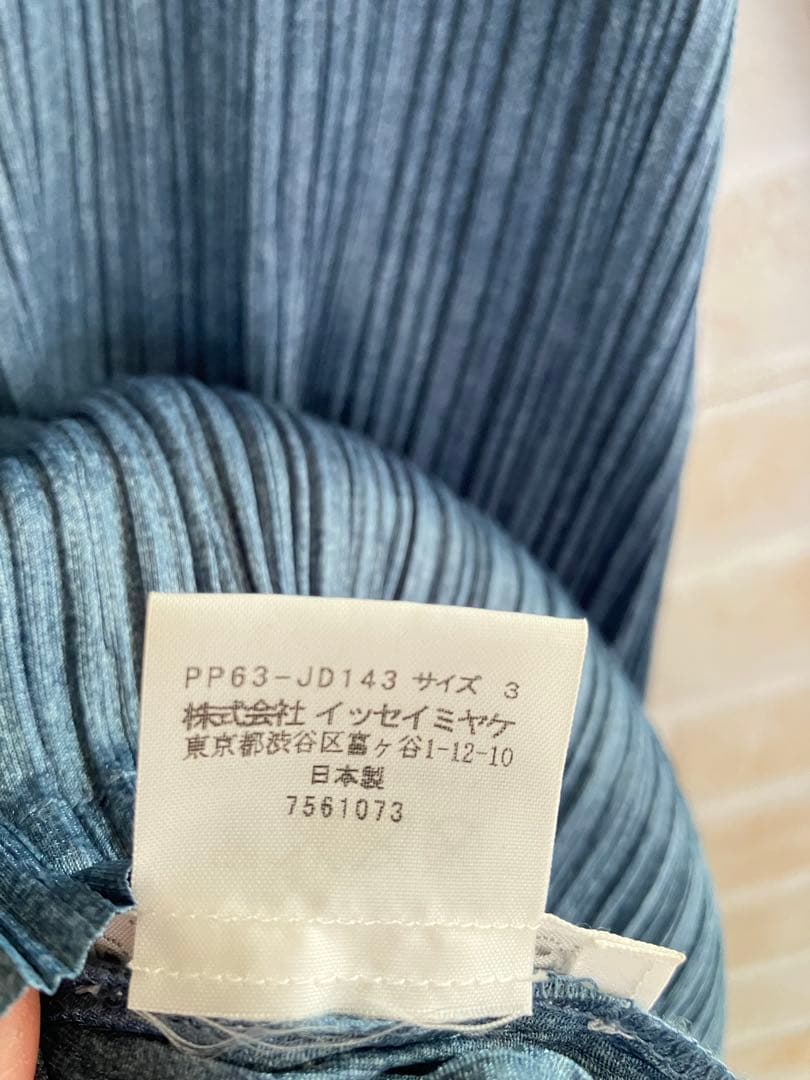 PP63-JD143 サイズ 3
株式会社 イッセイミヤケ
東京都渋谷区富ヶ谷1-12-10
日本製
7561073